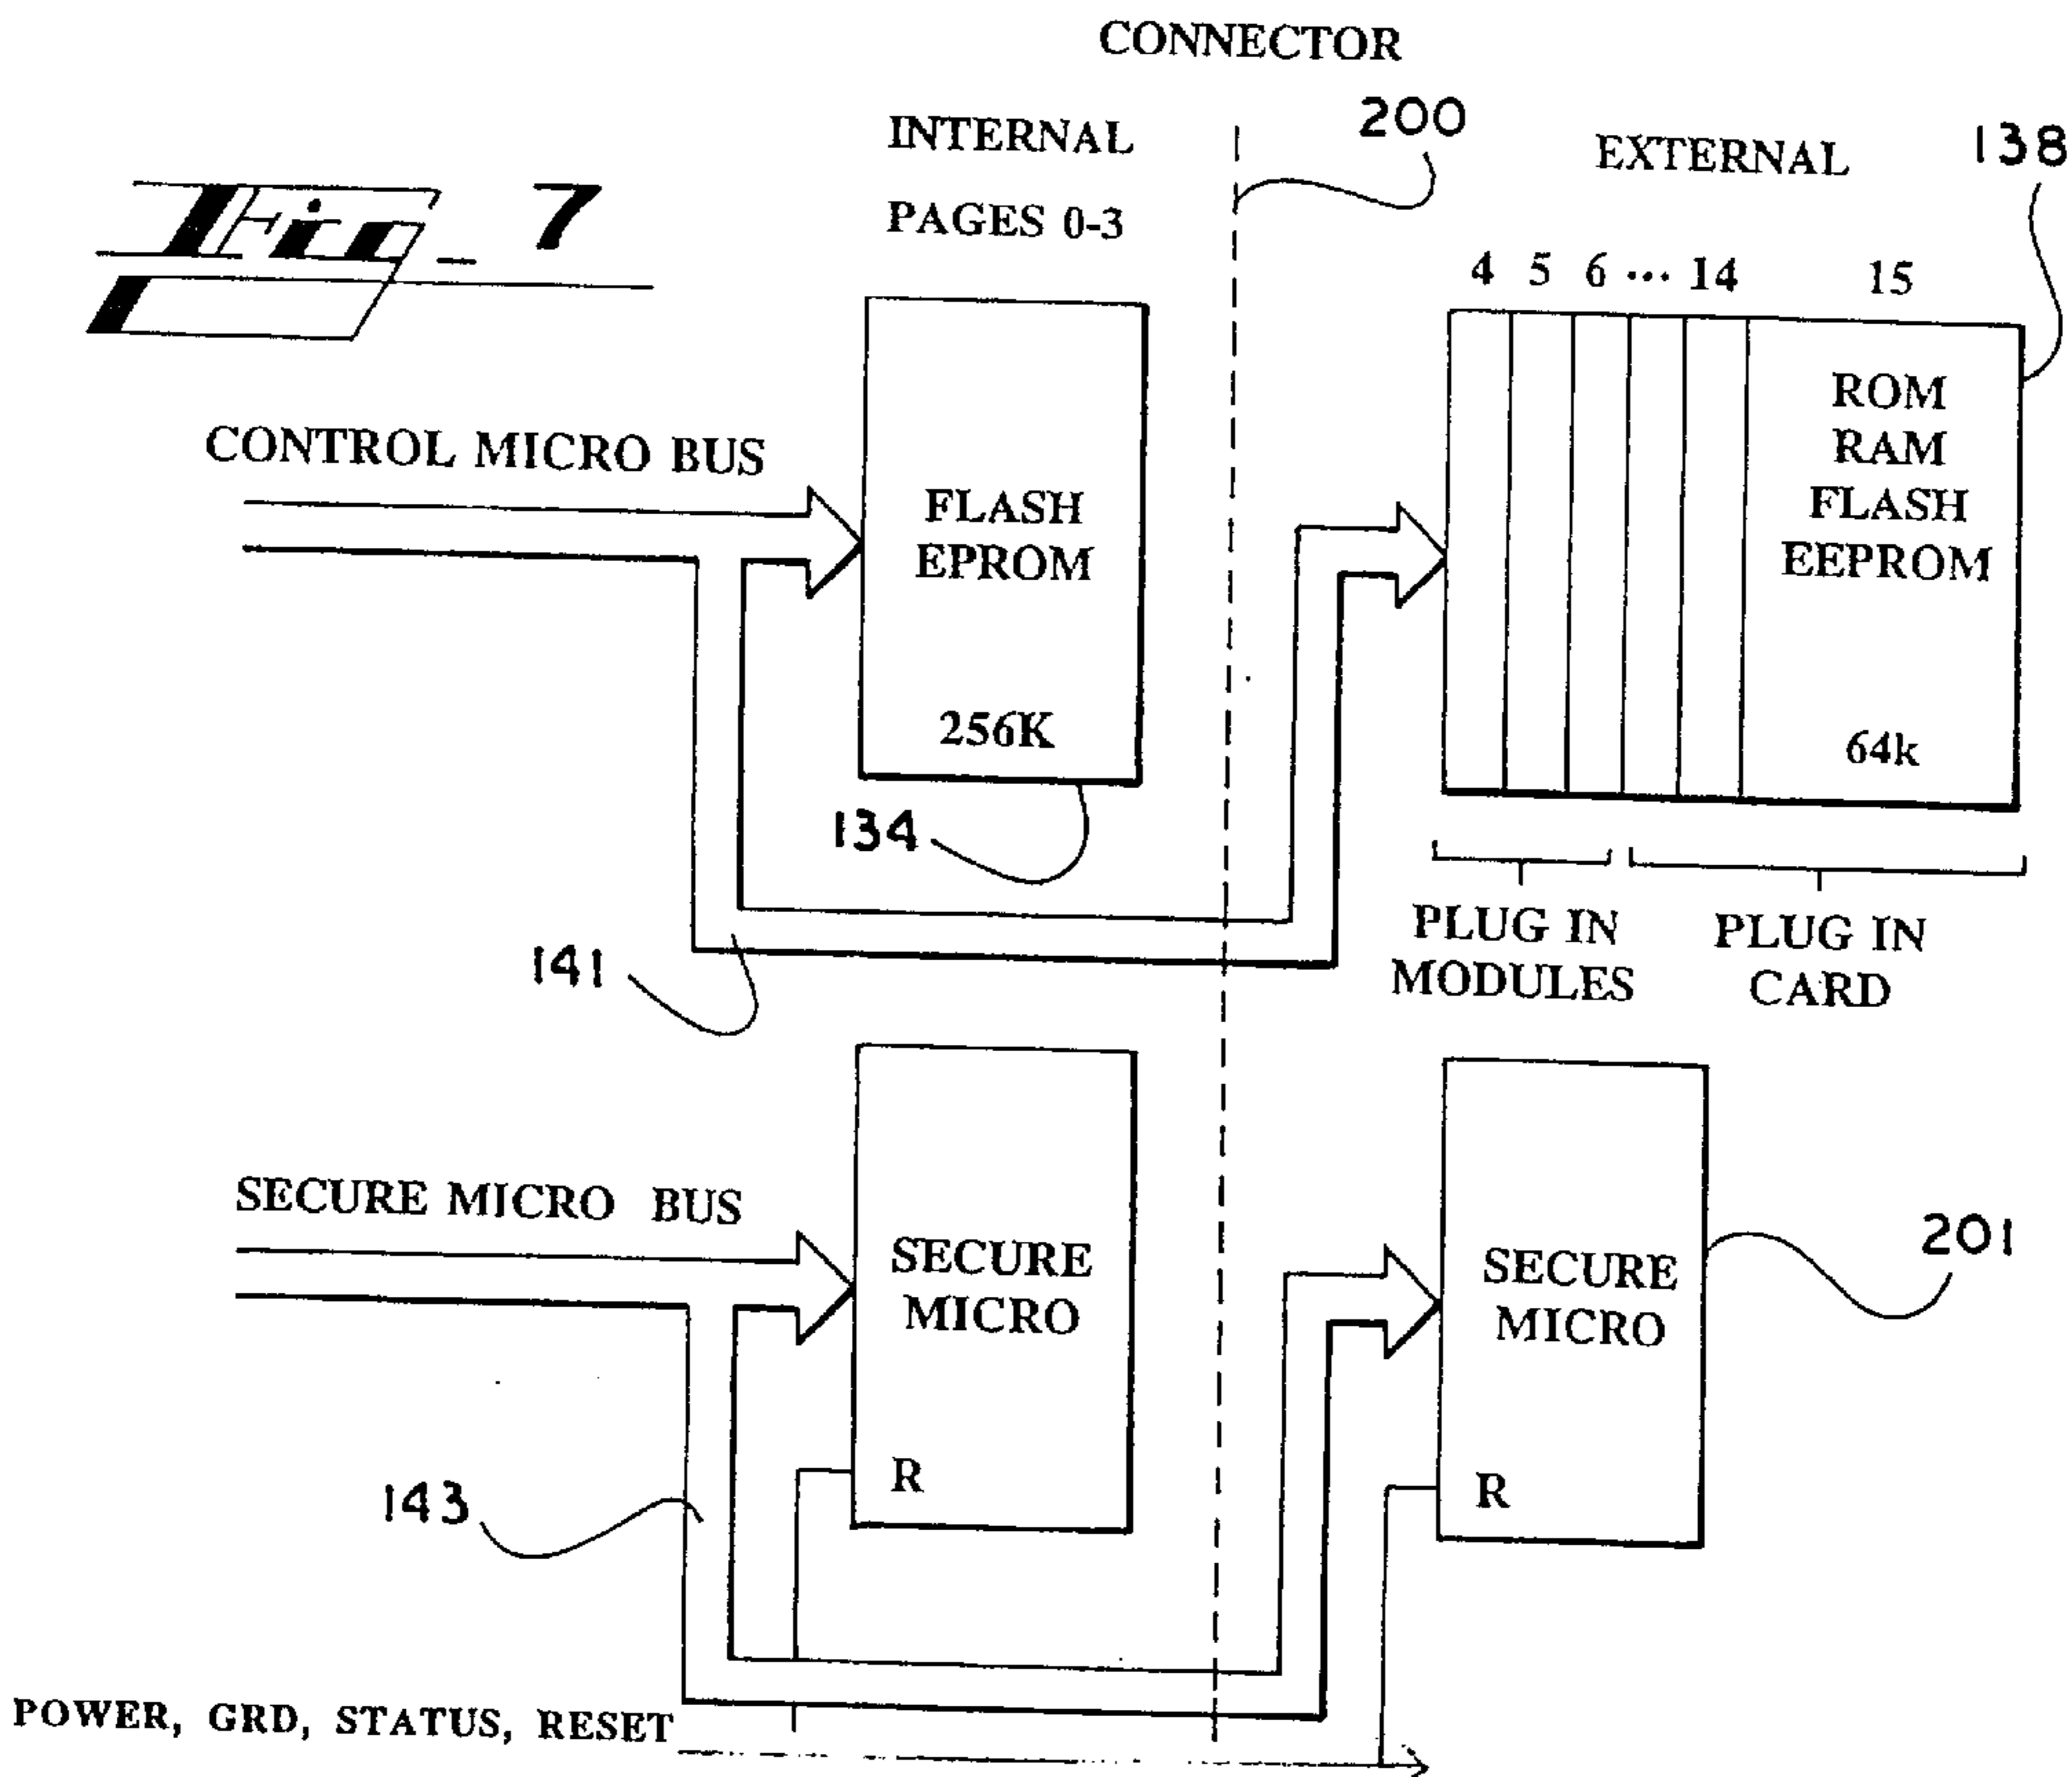 CONNECTOR
200
INTERNAL
PAGES 0-3
EXTERNAL
138
Fig_7
4 5 6 ... 14 15
CONTROL MICRO BUS
FLASH
EPROM
256K
134
ROM
RAM
FLASH
EEPROM
64k
141
PLUG IN
MODULES
PLUG IN
CARD
SECURE MICRO BUS
SECURE
MICRO
R
SECURE
MICRO
R
201
143
POWER, GRD, STATUS, RESET